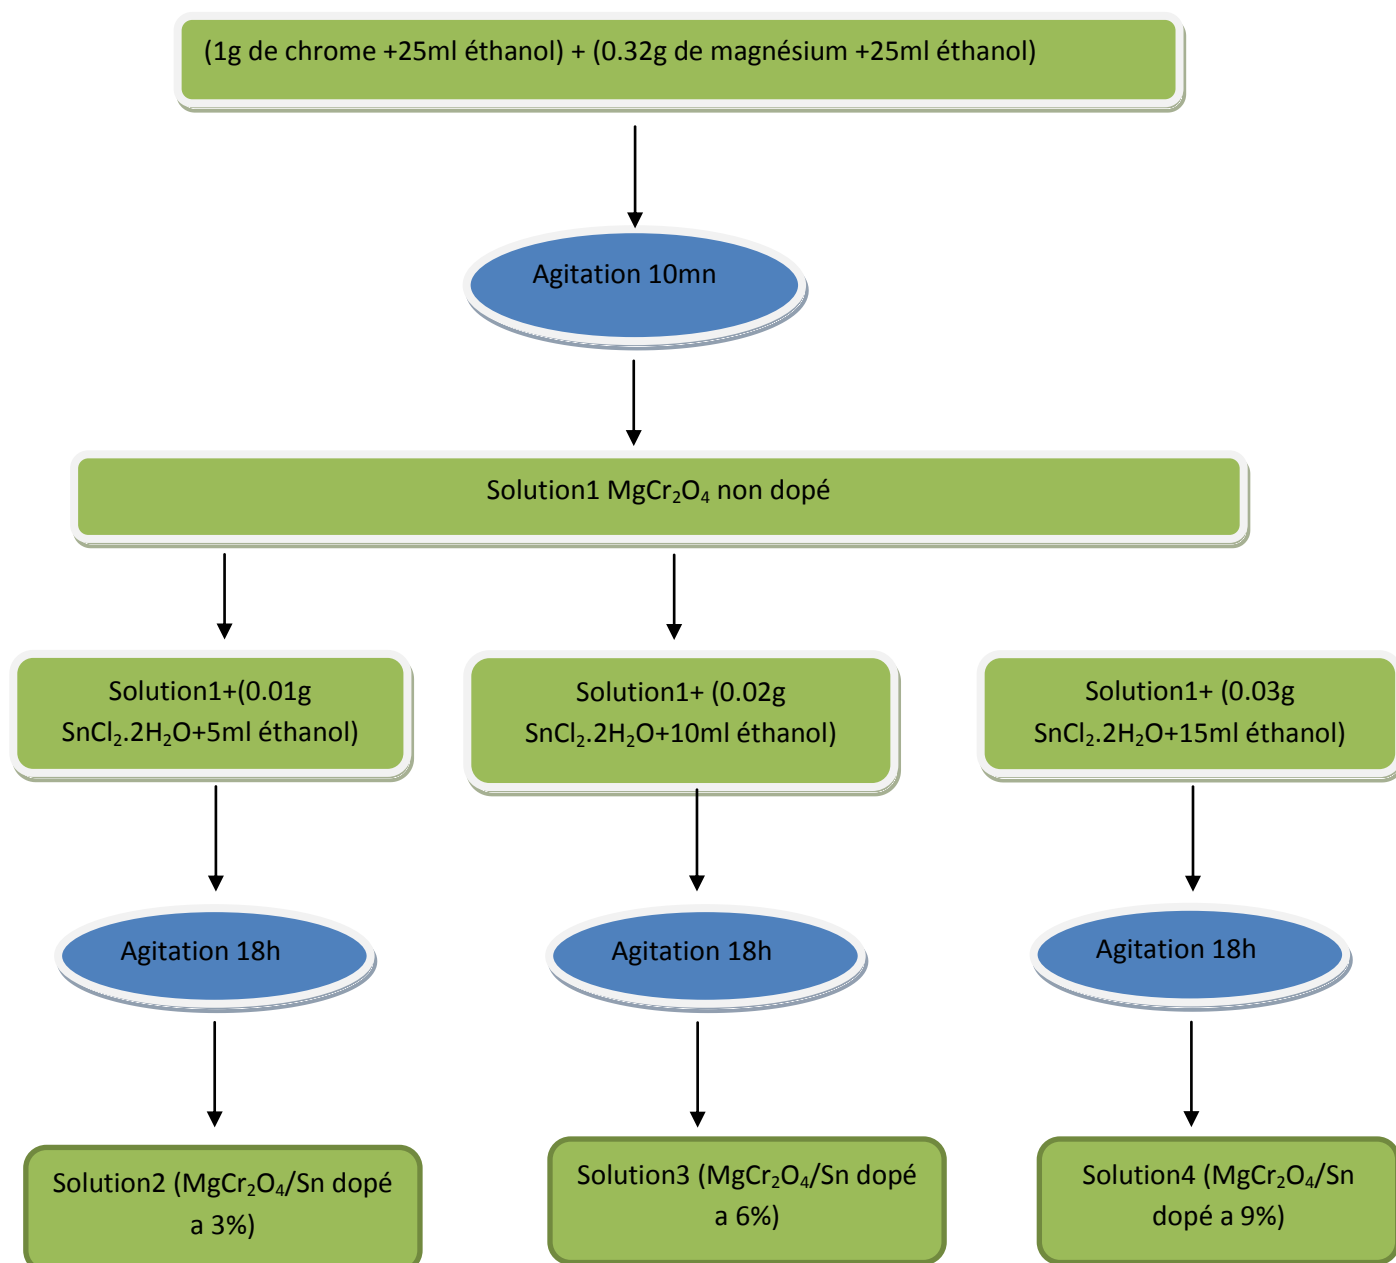 (1g de chrome +25ml éthanol) + (0.32g de magnésium +25ml éthanol)
Agitation 10mn
Solution1 MgCr₂O₄ non dopé
Solution1+(0.01g
SnCl₂.2H₂O+5ml éthanol)
Solution1+ (0.02g
SnCl₂.2H₂O+10ml éthanol)
Solution1+ (0.03g
SnCl₂.2H₂O+15ml éthanol)
Agitation 18h
Agitation 18h
Agitation 18h
Solution2 (MgCr₂O₄/Sn dopé
a 3%)
Solution3 (MgCr₂O₄/Sn dopé
a 6%)
Solution4 (MgCr₂O₄/Sn
dopé a 9%)